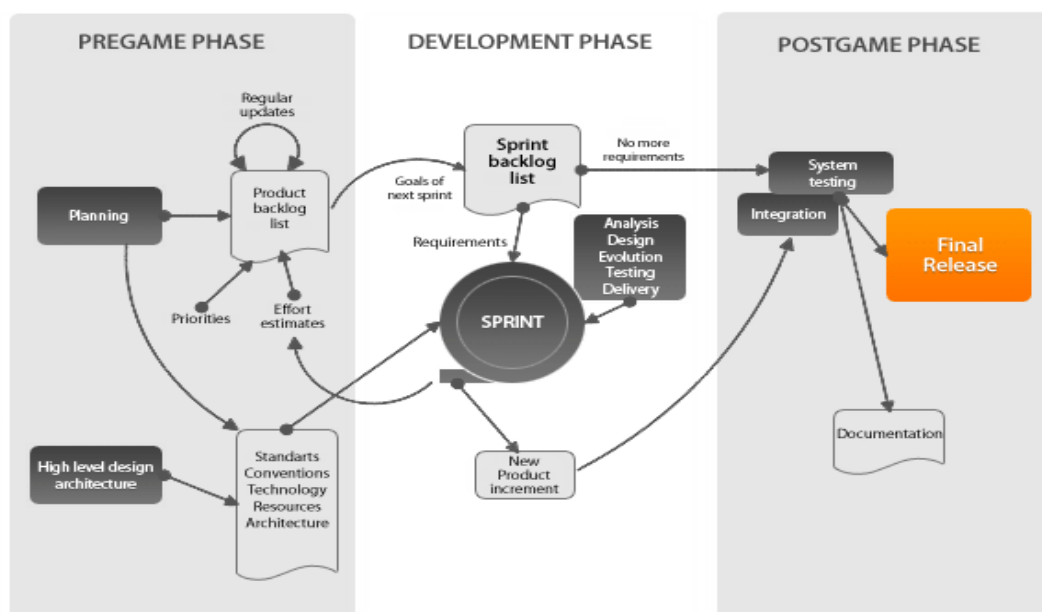 PREGAME PHASE
DEVELOPMENT PHASE
POSTGAME PHASE
Regular
updates
Planning
Product
backlog
list
Priorities
Effort
estimates
High level design
architecture
Standarts
Conventions
Technology
Resources
Architecture
Goals of
next sprint
Sprint
backlog
list
No more
requirements
Requirements
Analysis
Design
Evolution
Testing
Delivery
SPRINT
New
Product
increment
System
testing
Integration
Final
Release
Documentation